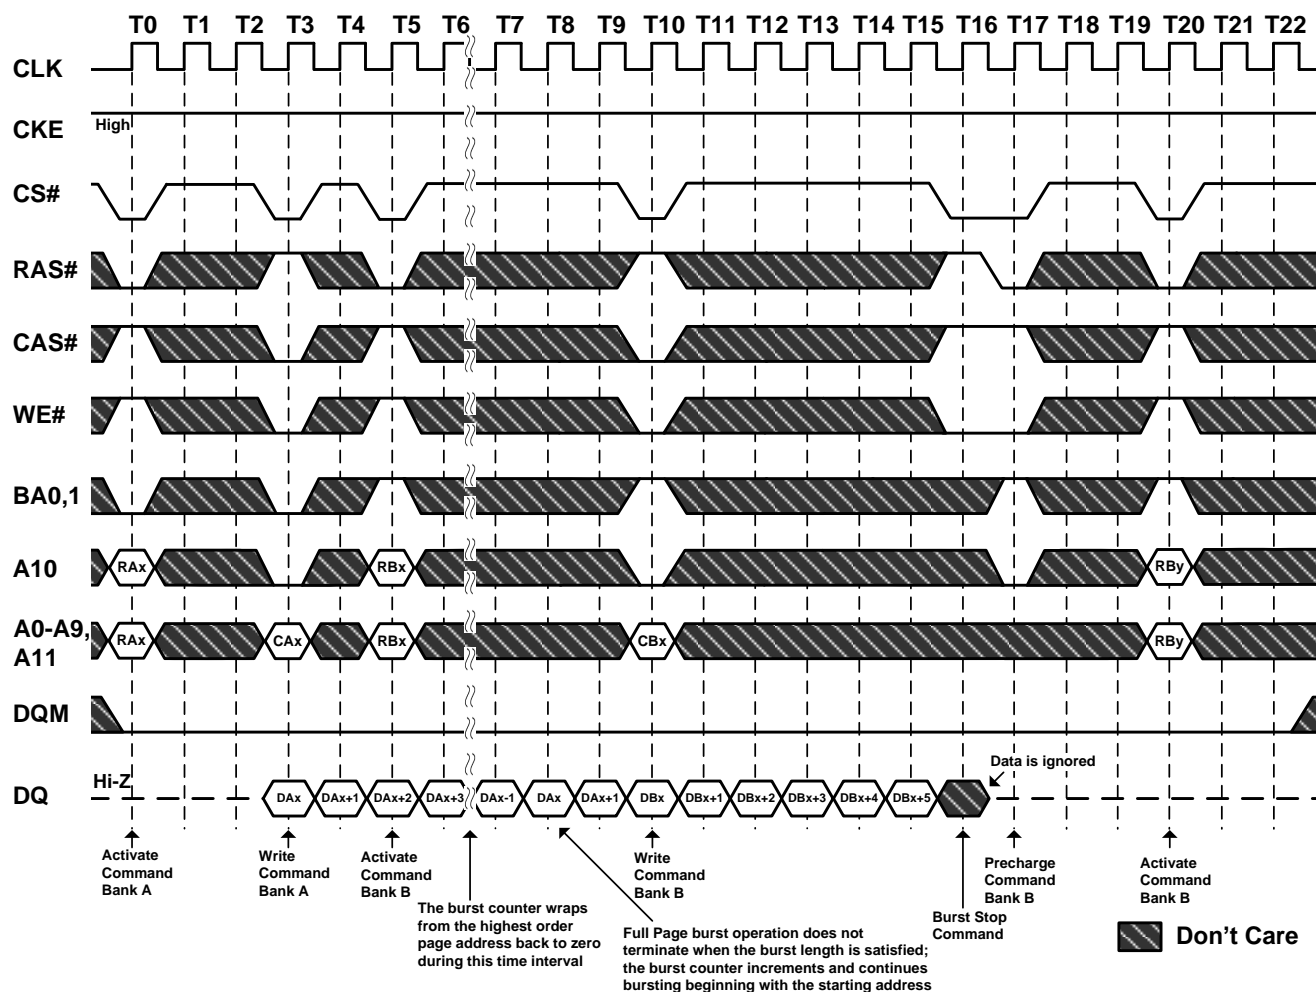 T0 T1 T2 T3 T4 T5 T6 T7 T8 T9 T10 T11 T12 T13 T14 T15 T16 T17 T18 T19 T20 T21 T22
CLK
CKE High
CS#
RAS#
CAS#
WE#
BA0,1
A10 RAx RBx RBy
A0-A9,
A11 RAx CAx RBx CBx RBy
DQM
Data is ignored
Hi-Z
DQ DAx DAx+1 DAx+2 DAx+3 DAx-1 DAx DAx+1 DBx DBx+1 DBx+2 DBx+3 DBx+4 DBx+5
Activate
Command
Bank A
Write
Command
Bank A
Activate
Command
Bank B
The burst counter wraps
from the highest order
page address back to zero
during this time interval
Full Page burst operation does not
terminate when the burst length is satisfied;
the burst counter increments and continues
bursting beginning with the starting address
Write
Command
Bank B
Burst Stop
Command
Precharge
Command
Bank B
Activate
Command
Bank B
Don't Care